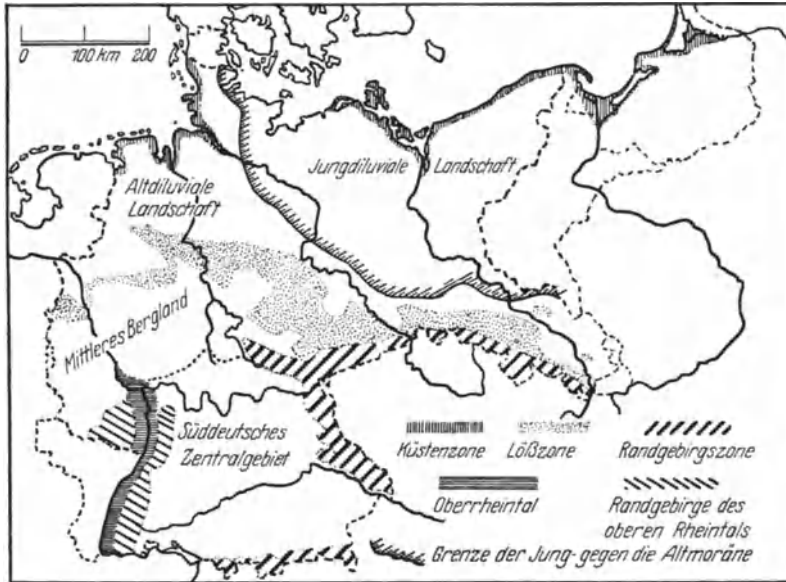 0 100 km 200
Jungdiluviale Landschaft
Altdiluviale
Landschaft
Mittleres Bergland
Süddeutsches
Zentralgebiet
Küstenzone Lößzone Randgebirgszone
Oberrheintal
Randgebirge des
oberen Rheintals
Grenze der Jung-gegen die Altmoräne